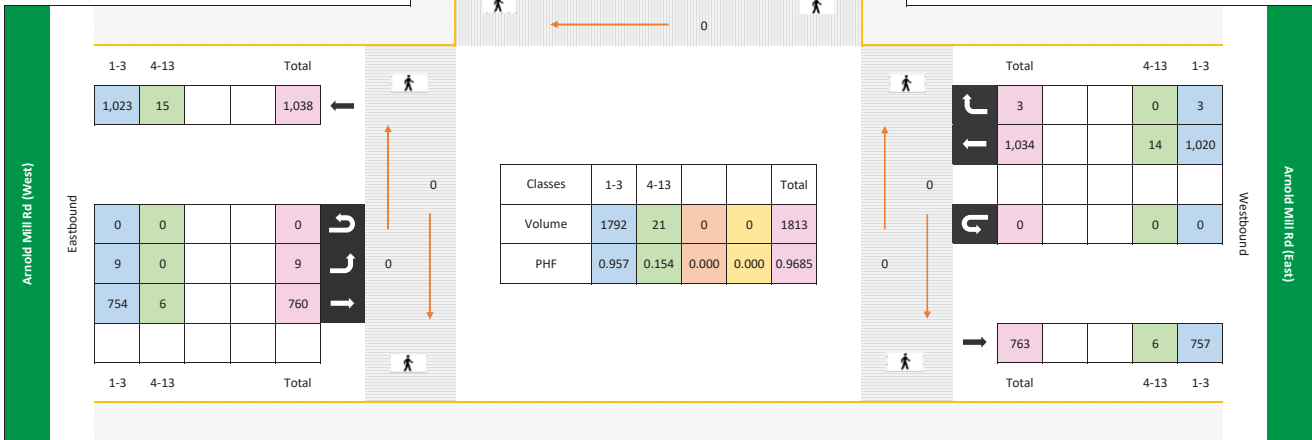 0
1-3 4-13 Total
1,023 15 1,038
Arnold Mill Rd (West)
Eastbound
0 0 0
9 0 9
754 6 760
1-3 4-13 Total
0
0
Classes 1-3 4-13 Total
Volume 1792 21 0 0 1813
PHF 0.957 0.154 0.000 0.000 0.9685
0
0
Total 4-13 1-3
3 0 3
1,034 14 1,020
0 0 0
763 6 757
Total 4-13 1-3
Westbound
Arnold Mill Rd (East)